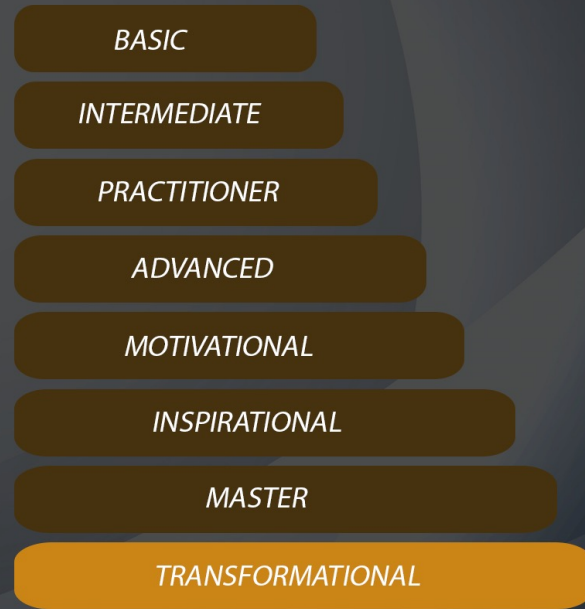 BASIC
INTERMEDIATE
PRACTITIONER
ADVANCED
MOTIVATIONAL
INSPIRATIONAL
MASTER
TRANSFORMATIONAL